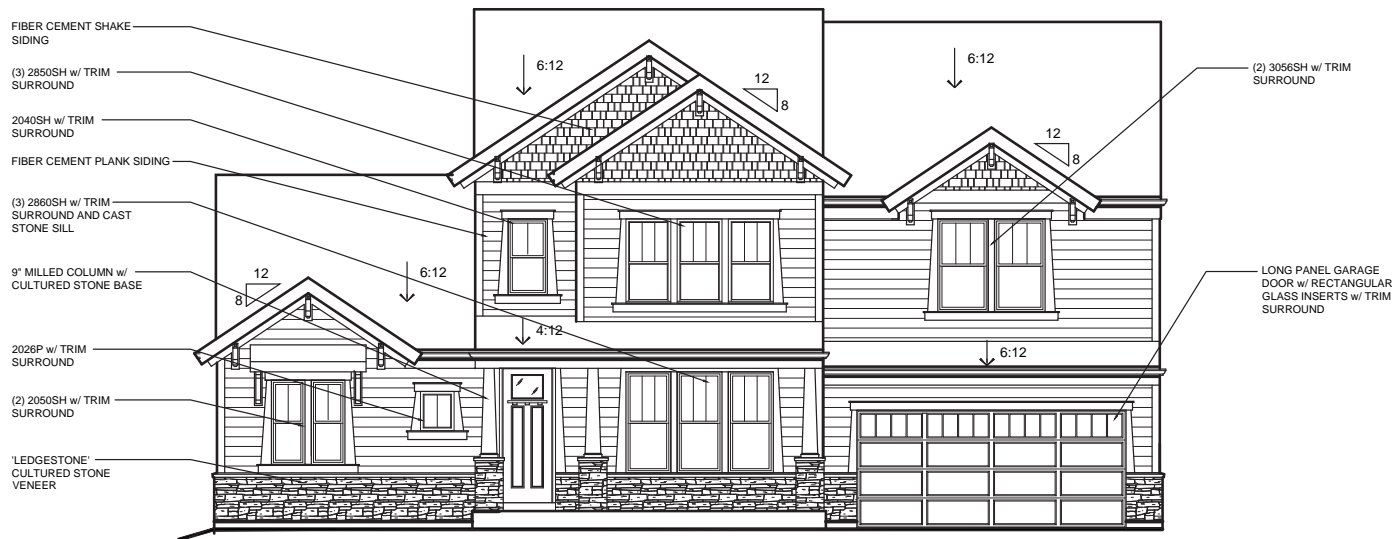 FIBER CEMENT SHAKE
SIDING
(3) 2850SH w/ TRIM
SURROUND
2040SH w/ TRIM
SURROUND
FIBER CEMENT PLANK SIDING
(3) 2860SH w/ TRIM
SURROUND AND CAST
STONE SILL
9" MILLED COLUMN w/
CULTURED STONE BASE
2026P w/ TRIM
SURROUND
(2) 2050SH w/ TRIM
SURROUND
'LEDGESTONE'
CULTURED STONE
VENEER
6:12
12
8
6:12
12
8
12
8
6:12
4:12
6:12
(2) 3056SH w/ TRIM
SURROUND
LONG PANEL GARAGE
DOOR w/ RECTANGULAR
GLASS INSERTS w/ TRIM
SURROUND